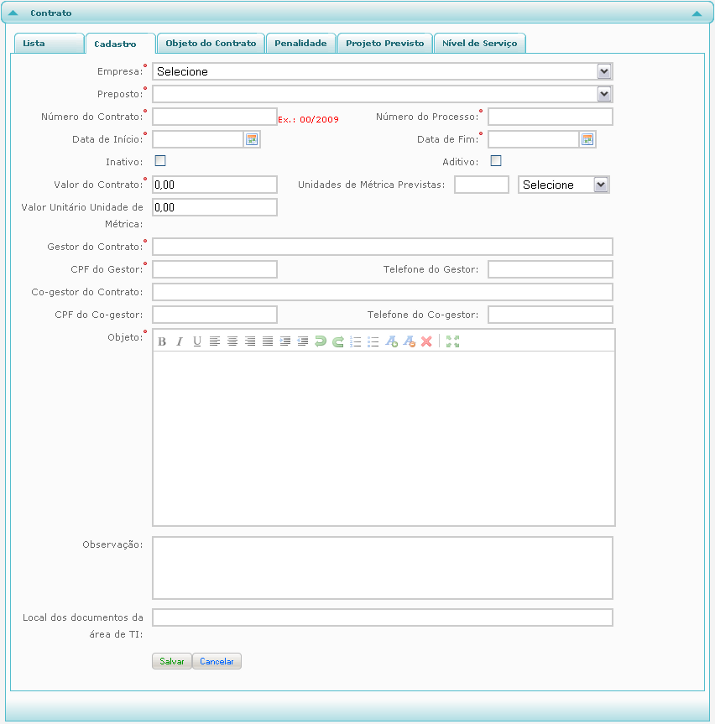 Contrato
Lista Cadastro Objeto do Contrato Penalidade Projeto Previsto Nível de Serviço
Empresa:* Selecione
Preposto:*
Número do Contrato:* Ex.: 00/2009 Número do Processo:*
Data de Início:* Data de Fim:*
Inativo: Aditivo:
Valor do Contrato:* 0,00 Unidades de Métrica Previstas: Selecione
Valor Unitário Unidade de 0,00
Métrica:
Gestor do Contrato:*
CPF do Gestor:* Telefone do Gestor:
Co-gestor do Contrato:
CPF do Co-gestor: Telefone do Co-gestor:
Objeto:* B I U
Observação:
Local dos documentos da
área de TI:
Salvar Cancelar